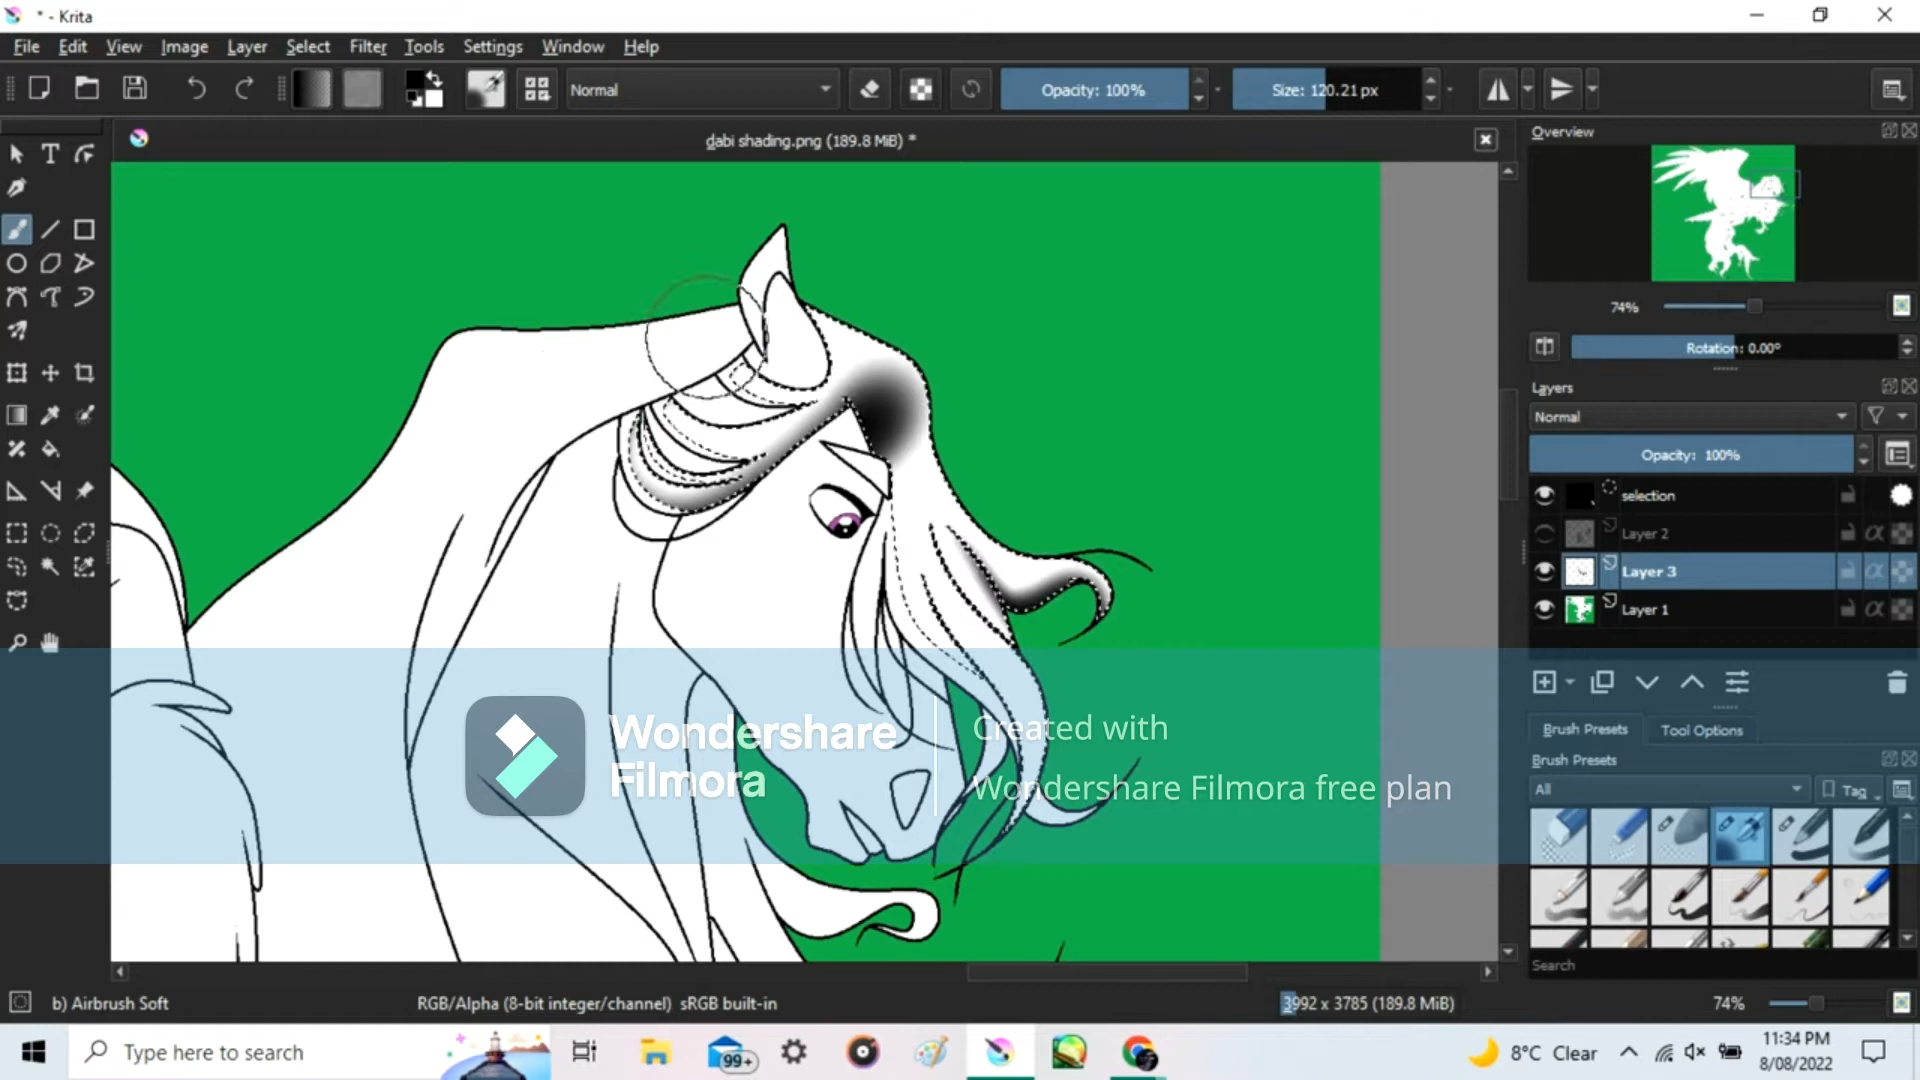 * - Krita
File Edit View Image Layer Select Filter Tools Settings Window Help
Normal Opacity: 100% Size: 120.21 px
dabi shading.png (189.8 MiB) *
Overview
74%
Rotation: 0.00°
Layers
Normal
Opacity: 100%
selection
Layer 2
Layer 3
Layer 1
Brush Presets Tool Options
Brush Presets
All Tag
Search
Wondershare
Filmora
Created with
Wondershare Filmora free plan
b) Airbrush Soft RGB/Alpha (8-bit integer/channel) sRGB built-in 3992 x 3785 (189.8 MiB) 74%
Type here to search 99+ 8°C Clear 11:34 PM
8/08/2022